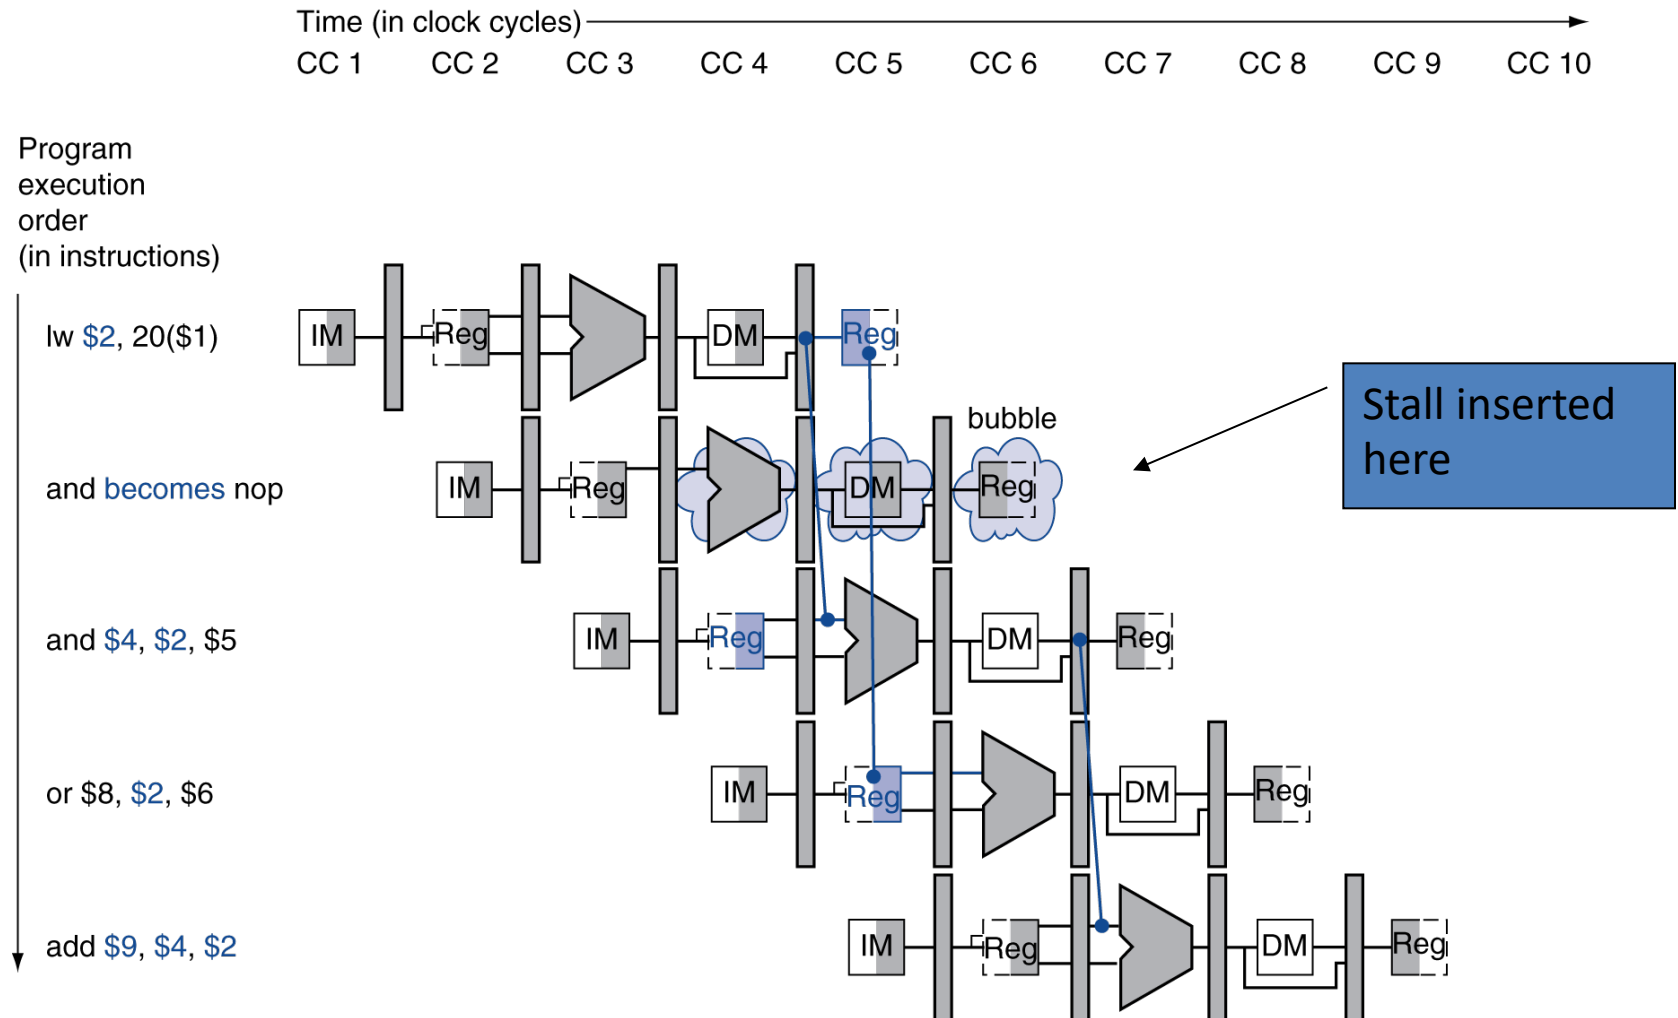 Time (in clock cycles)
CC 1 CC 2 CC 3 CC 4 CC 5 CC 6 CC 7 CC 8 CC 9 CC 10
Program
execution
order
(in instructions)
lw $2, 20($1)
IM Reg DM Reg
Stall inserted
here
bubble
and becomes nop
IM Reg DM Reg
and $4, $2, $5
IM Reg DM Reg
or $8, $2, $6
IM Reg DM Reg
add $9, $4, $2
IM Reg DM Reg